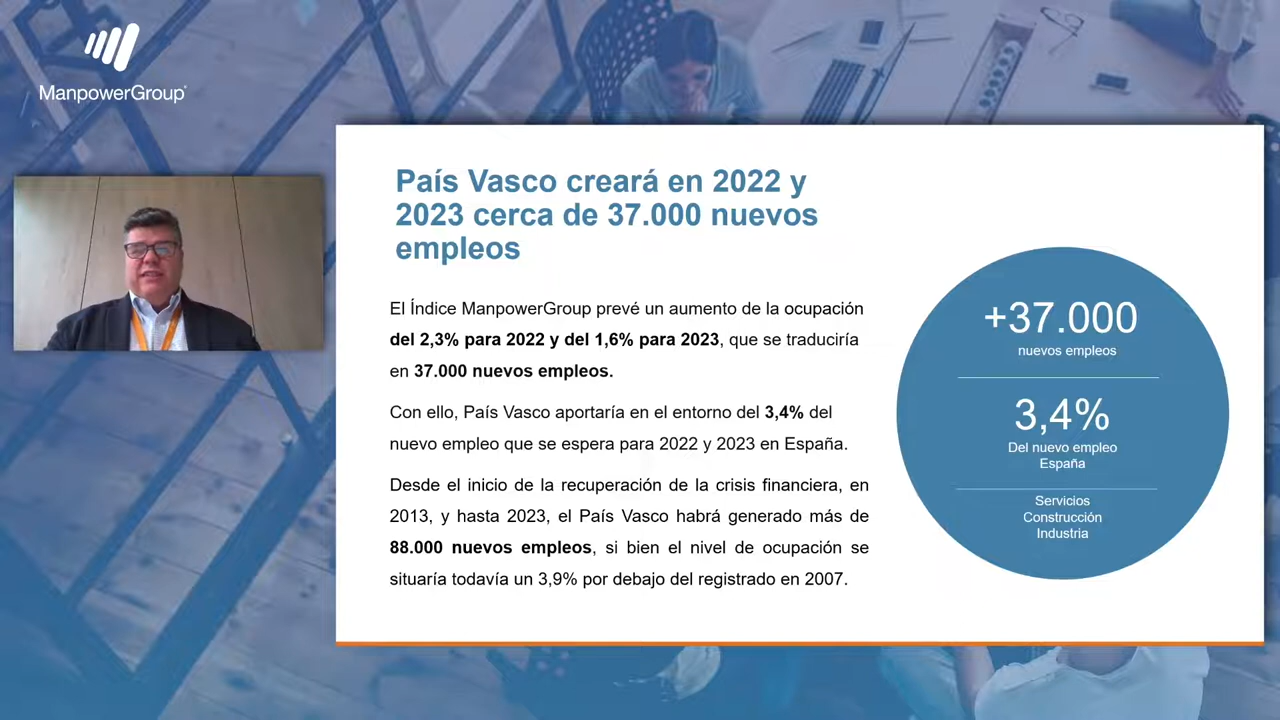 ManpowerGroup
País Vasco creará en 2022 y
2023 cerca de 37.000 nuevos
empleos
El Índice ManpowerGroup prevé un aumento de la ocupación
del 2,3% para 2022 y del 1,6% para 2023, que se traduciría
en 37.000 nuevos empleos.
Con ello, País Vasco aportaría en el entorno del 3,4% del
nuevo empleo que se espera para 2022 y 2023 en España.
Desde el inicio de la recuperación de la crisis financiera, en
2013, y hasta 2023, el País Vasco habrá generado más de
88.000 nuevos empleos, si bien el nivel de ocupación se
situaría todavía un 3,9% por debajo del registrado en 2007.
+37.000
nuevos empleos
3,4%
Del nuevo empleo
España
Servicios
Construcción
Industria